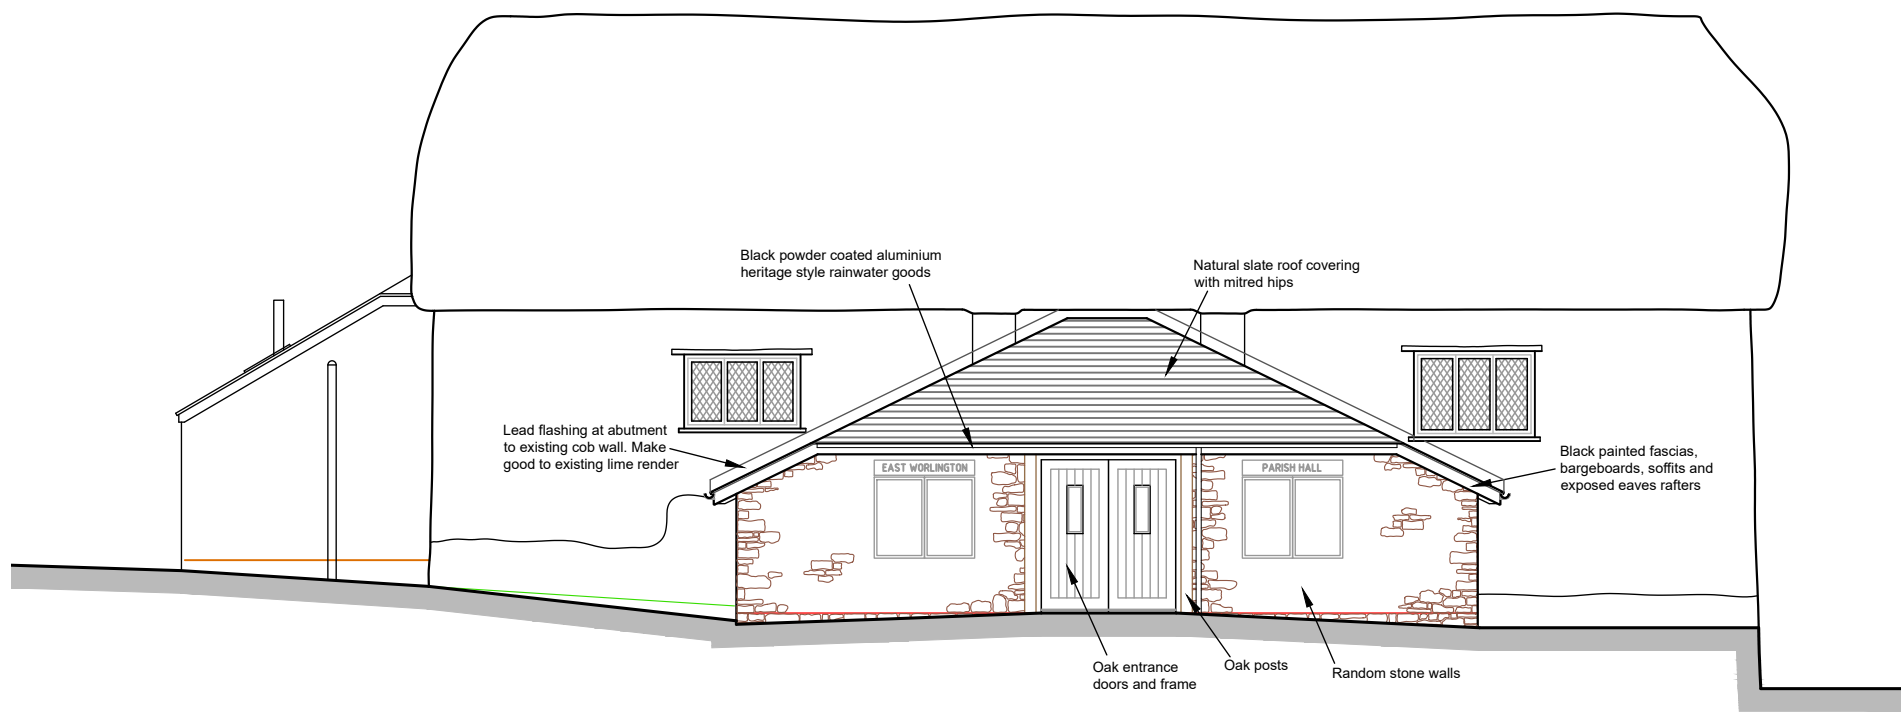 Black powder coated aluminium
heritage style rainwater goods
Natural slate roof covering
with mitred hips
Lead flashing at abutment
to existing cob wall. Make
good to existing lime render
Black painted fascias,
bargeboards, soffits and
exposed eaves rafters
EAST WORLINGTON
PARISH HALL
Oak entrance
doors and frame
Oak posts
Random stone walls